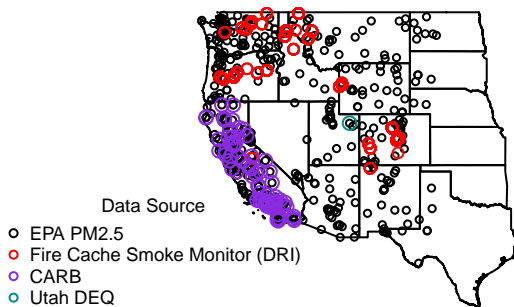 Data Source
EPA PM2.5
Fire Cache Smoke Monitor (DRI)
CARB
Utah DEQ